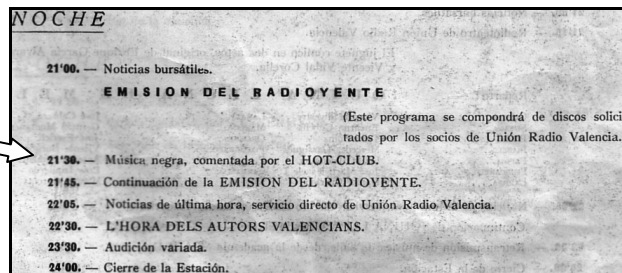 NOCHE
21'00. — Noticias bursátiles.
EMISION DEL RADIOYENTE
(Este programa se compondrá de discos solici
tados por los socios de Unión Radio Valencia.
21'30. — Música negra, comentada por el HOT-CLUB.
21'45. — Continuación de la EMISION DEL RADIOYENTE.
22'05. — Noticias de última hora, servicio directo de Unión Radio Valencia.
22'30. — L'HORA DELS AUTORS VALENCIANS.
23'30. — Audición variada.
24'00. — Cierre de la Estación.